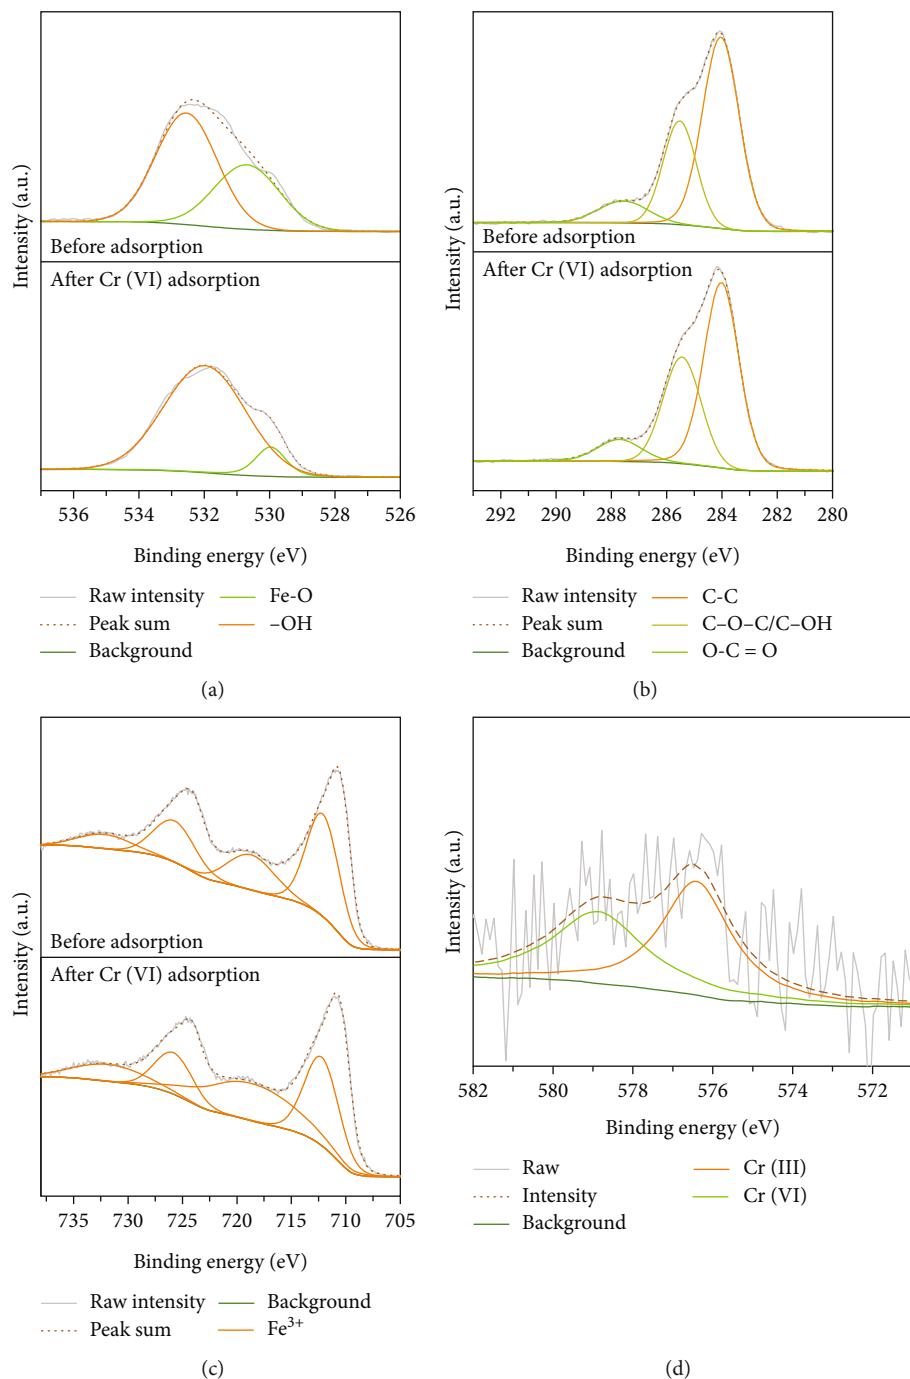 Intensity (a.u.)
Before adsorption
After Cr (VI) adsorption
536 534 532 530 528 526
Binding energy (eV)
Raw intensity
Peak sum
Background
Fe-O
–OH
(a)
Intensity (a.u.)
Before adsorption
After Cr (VI) adsorption
292 290 288 286 284 282 280
Binding energy (eV)
Raw intensity
Peak sum
Background
C-C
C–O–C/C–OH
O-C = O
(b)
Intensity (a.u.)
Before adsorption
After Cr (VI) adsorption
735 730 725 720 715 710 705
Binding energy (eV)
Raw intensity
Peak sum
Background
Fe³⁺
(c)
Intensity (a.u.)
582 580 578 576 574 572
Binding energy (eV)
Raw
Intensity
Background
Cr (III)
Cr (VI)
(d)